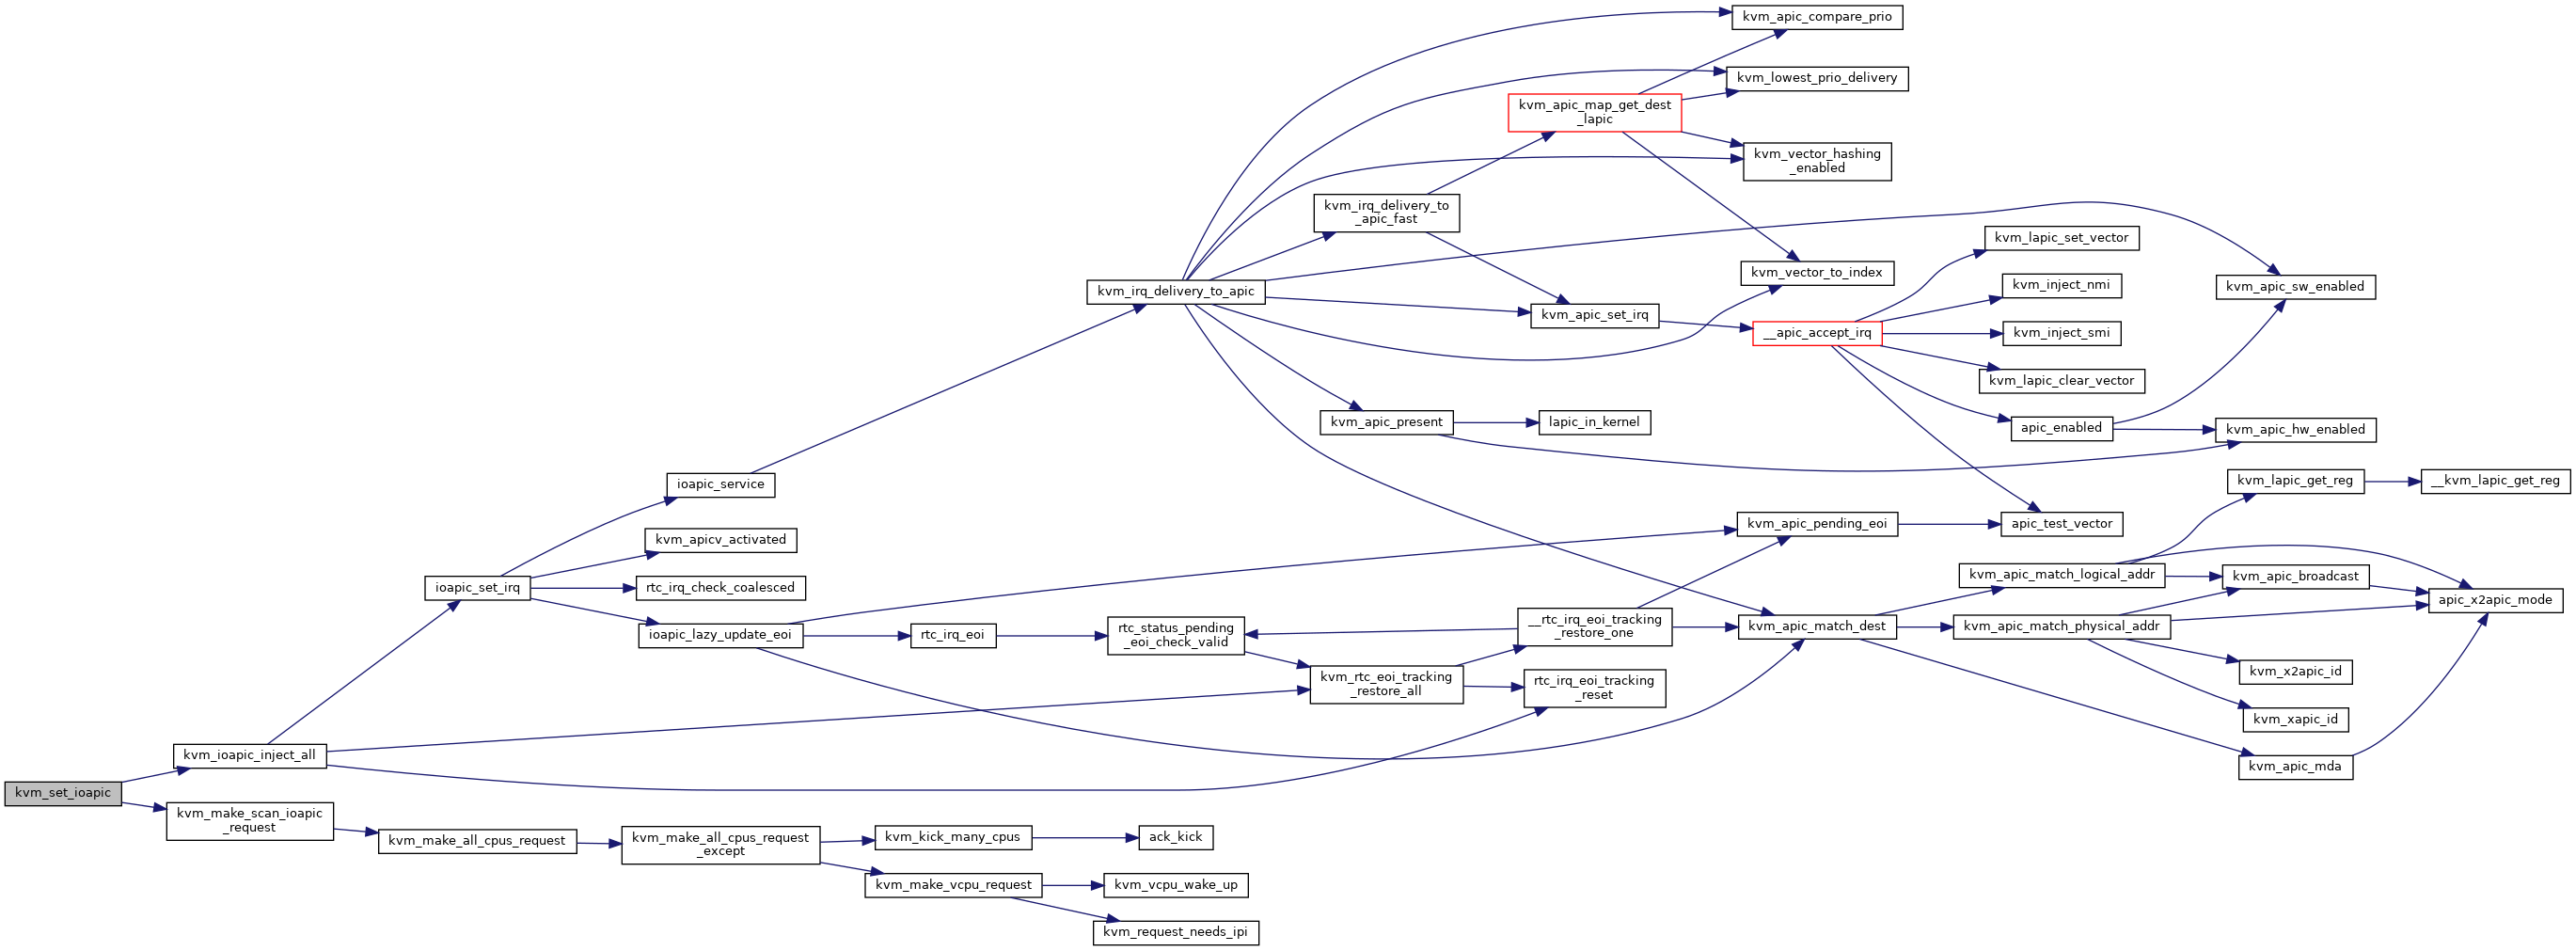 kvm_apic_compare_prio
kvm_lowest_prio_delivery
kvm_apic_map_get_dest
_lapic
kvm_vector_hashing
_enabled
kvm_irq_delivery_to
_apic_fast
kvm_lapic_set_vector
kvm_vector_to_index
kvm_inject_nmi
kvm_apic_sw_enabled
kvm_irq_delivery_to_apic
kvm_apic_set_irq
__apic_accept_irq
kvm_inject_smi
kvm_lapic_clear_vector
kvm_apic_present
lapic_in_kernel
apic_enabled
kvm_apic_hw_enabled
ioapic_service
kvm_lapic_get_reg
__kvm_lapic_get_reg
kvm_apic_pending_eoi
apic_test_vector
kvm_apicv_activated
ioapic_set_irq
rtc_irq_check_coalesced
kvm_apic_match_logical_addr
kvm_apic_broadcast
apic_x2apic_mode
ioapic_lazy_update_eoi
rtc_irq_eoi
rtc_status_pending
_eoi_check_valid
__rtc_irq_eoi_tracking
_restore_one
kvm_apic_match_dest
kvm_apic_match_physical_addr
kvm_rtc_eoi_tracking
_restore_all
rtc_irq_eoi_tracking
_reset
kvm_x2apic_id
kvm_xapic_id
kvm_ioapic_inject_all
kvm_apic_mda
kvm_set_ioapic
kvm_make_scan_ioapic
_request
kvm_make_all_cpus_request
kvm_make_all_cpus_request
_except
kvm_kick_many_cpus
ack_kick
kvm_make_vcpu_request
kvm_vcpu_wake_up
kvm_request_needs_ipi